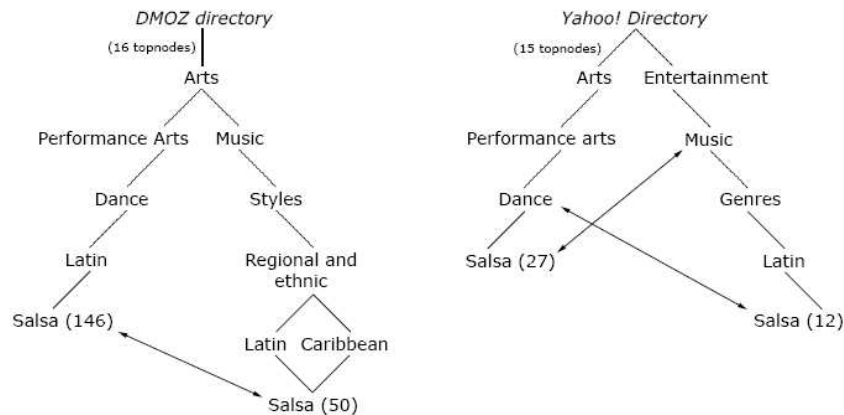 DMOZ directory
(16 topnodes)
Arts
Performance Arts
Music
Dance
Styles
Latin
Regional and
ethnic
Salsa (146)
Latin
Caribbean
Salsa (50)
Yahoo! Directory
(15 topnodes)
Arts
Entertainment
Performance arts
Music
Dance
Genres
Salsa (27)
Latin
Salsa (12)